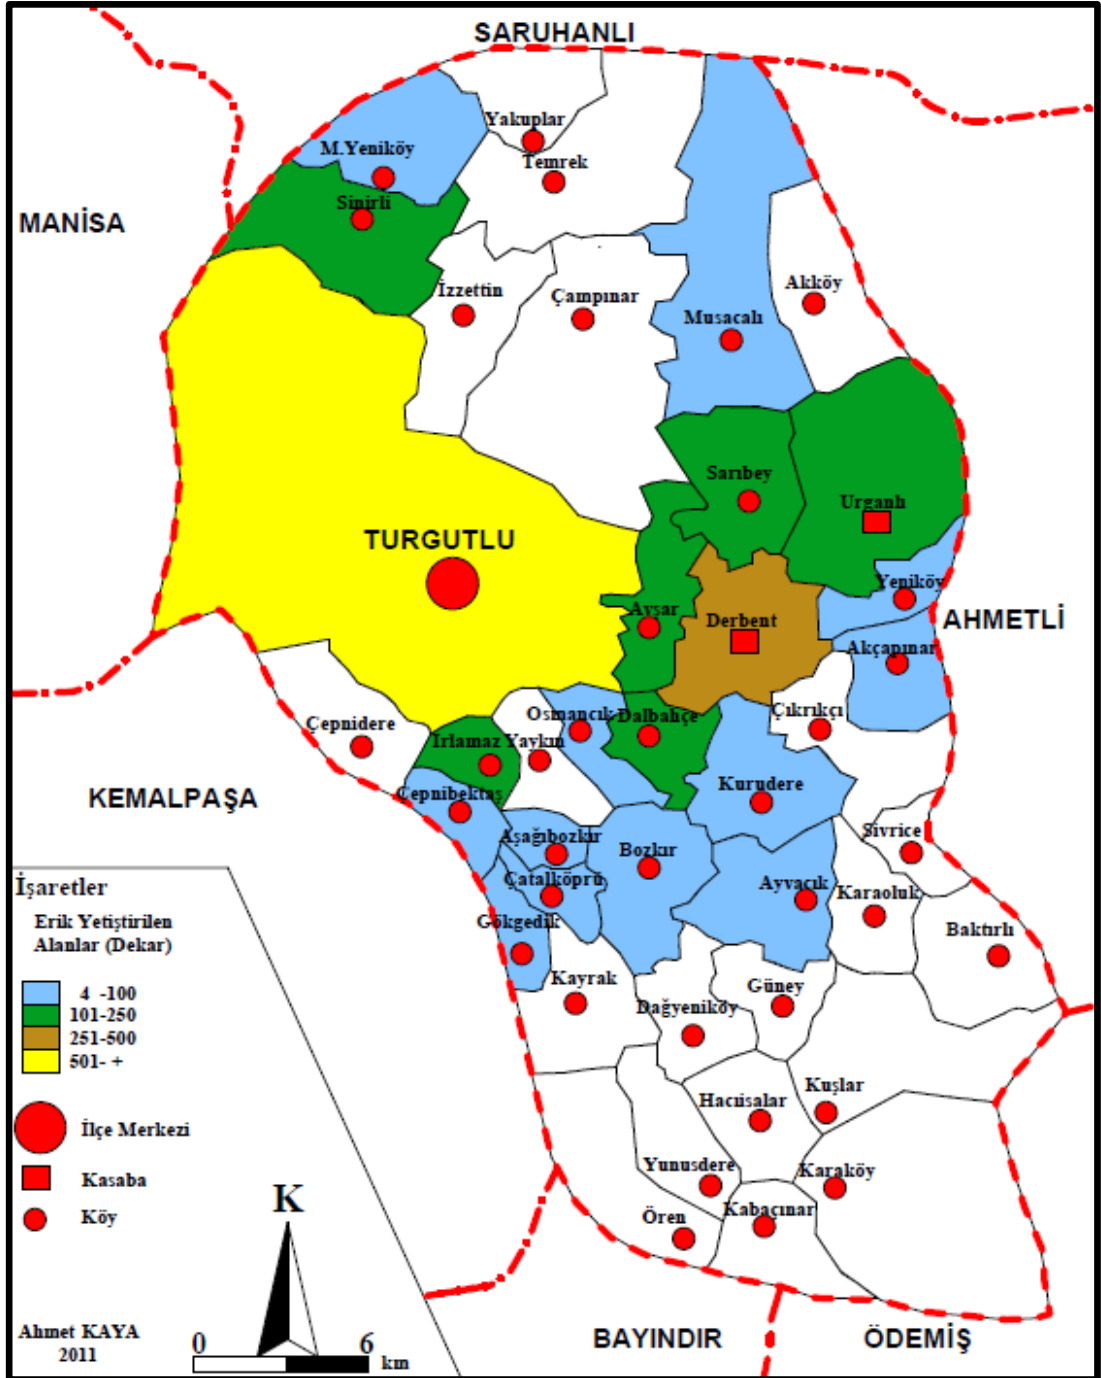 SARUHANLI
Yakuplar
M.Yeniköy
Temrek
Sinirli
MANİSA
İzzettin
Çampınar
Akköy
Musacalı
Sarıbey
Urganlı
TURGUTLU
Yeniköy
Avşar
Derbent
AHMETLİ
Akçapınar
Osmancık
Dalbahçe
Çıkrıkçı
Çepnidere
Irlamaz
Yaykın
KEMALPAŞA
Çepnibektaş
Kurudere
Aşağıbozkır
Bozkır
Sivrice
Çatalköprü
Ayvacık
Karaoluk
Gökgedik
Baktırlı
Kayrak
Güney
Dağyeniköy
Hacıisalar
Kuşlar
Yunusdere
Karaköy
Ören
Kabaçınar
İşaretler
Erik Yetiştirilen
Alanlar (Dekar)
4 -100
101-250
251-500
501- +
İlçe Merkezi
Kasaba
Köy
K
Ahmet KAYA
2011
0 6
km
BAYINDIR
ÖDEMİŞ